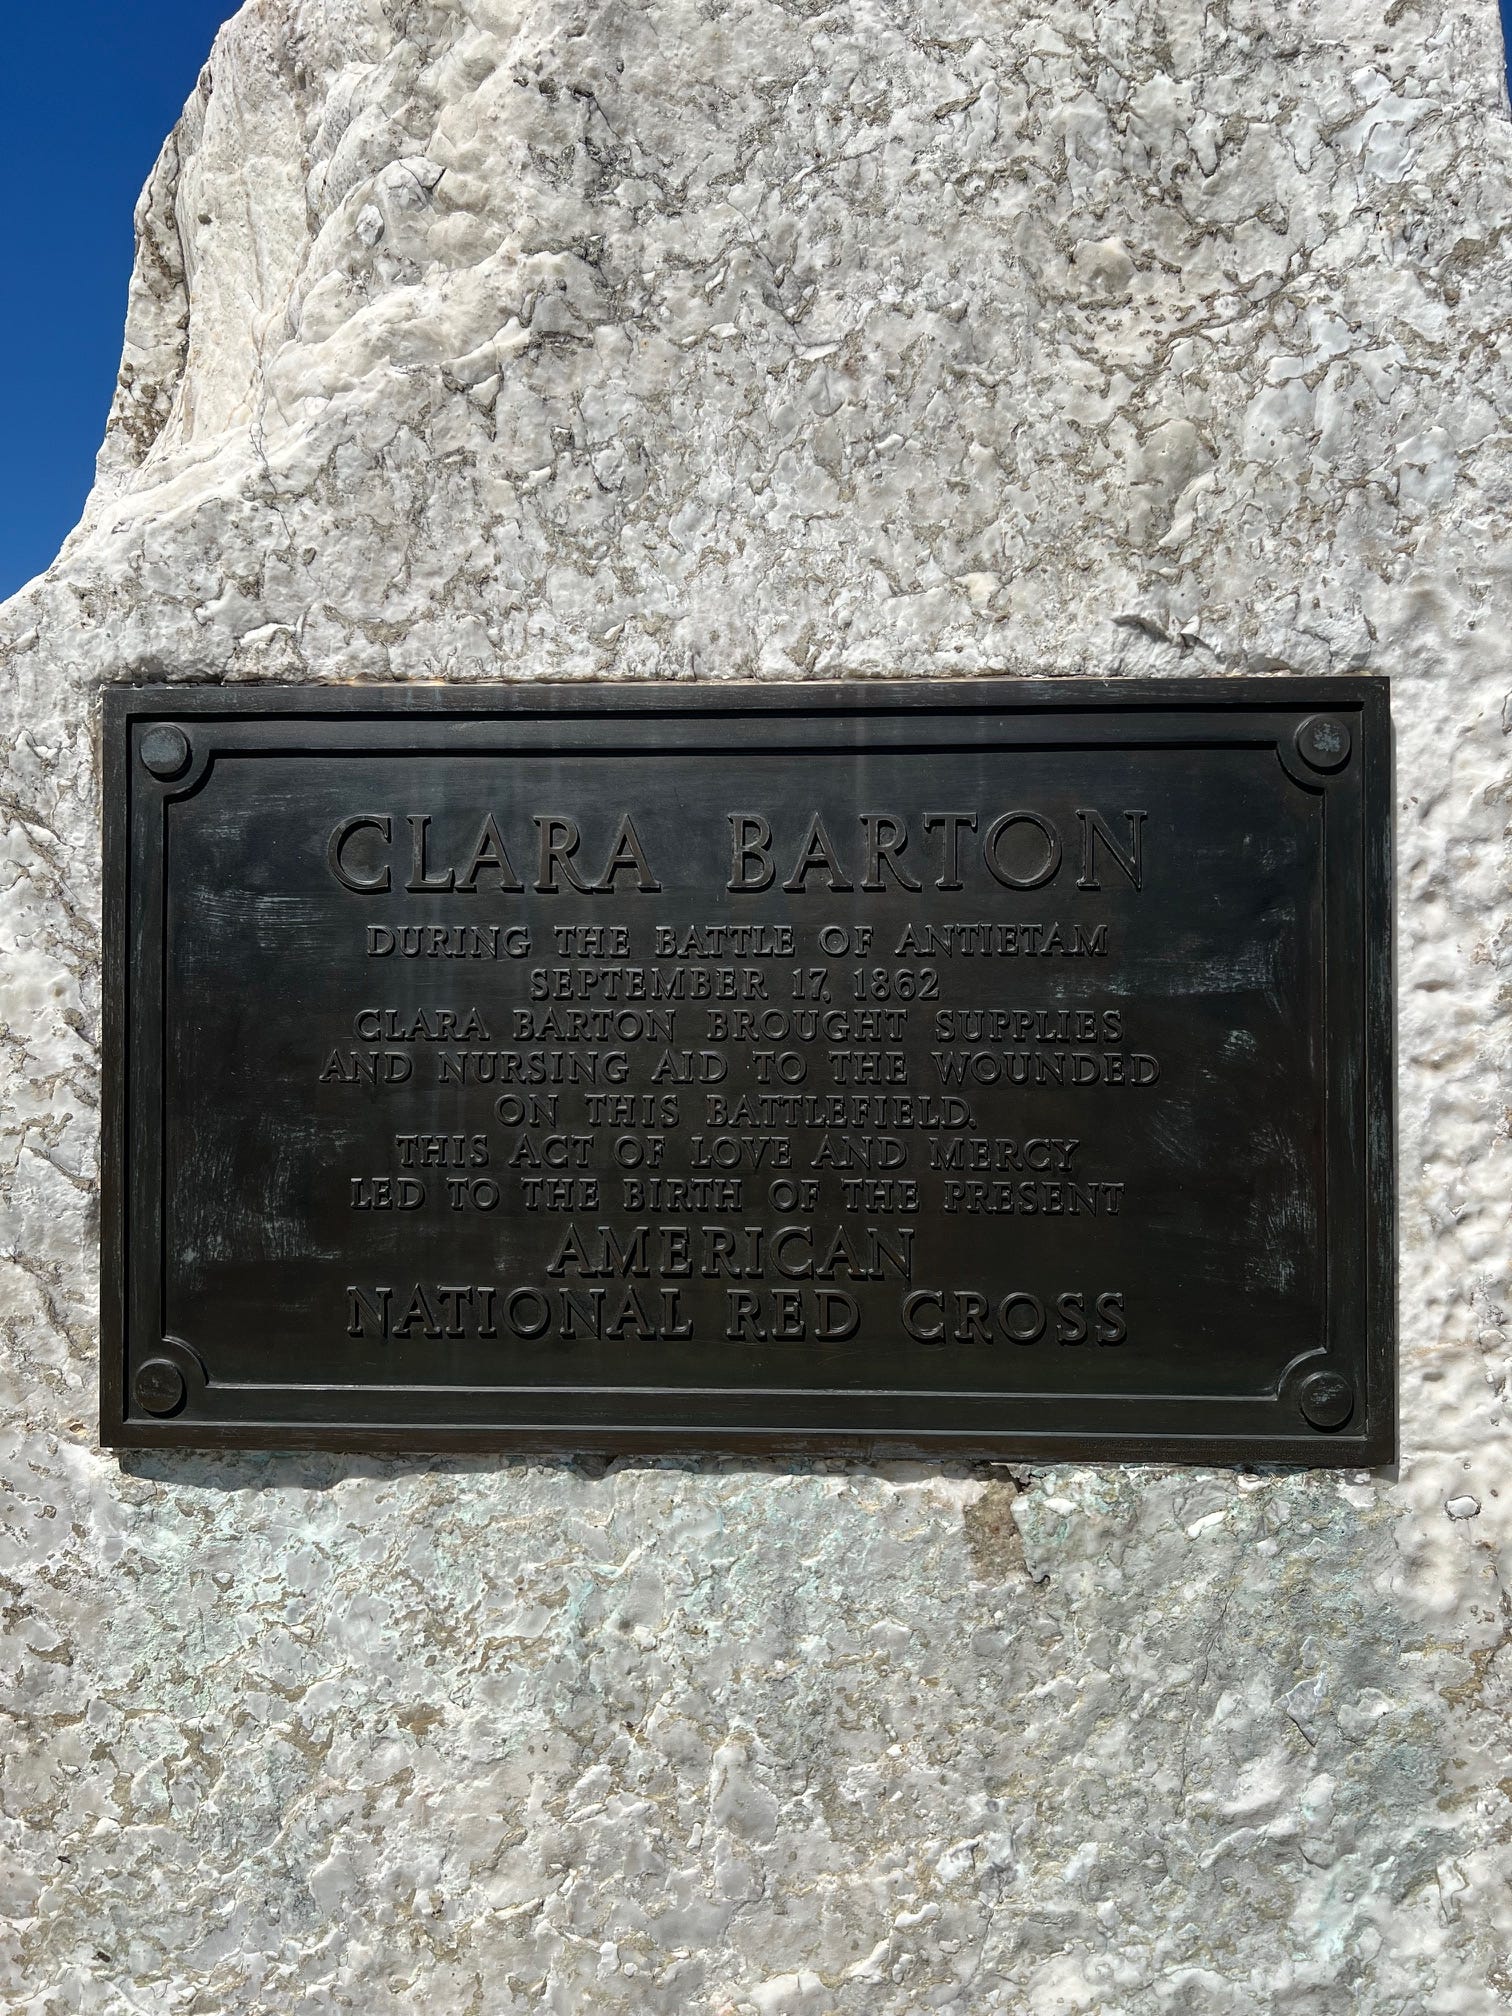 CLARA BARTON
DURING THE BATTLE OF ANTIETAM
SEPTEMBER 17, 1862
CLARA BARTON BROUGHT SUPPLIES
AND NURSING AID TO THE WOUNDED
ON THIS BATTLEFIELD.
THIS ACT OF LOVE AND MERCY
LED TO THE BIRTH OF THE PRESENT
AMERICAN
NATIONAL RED CROSS